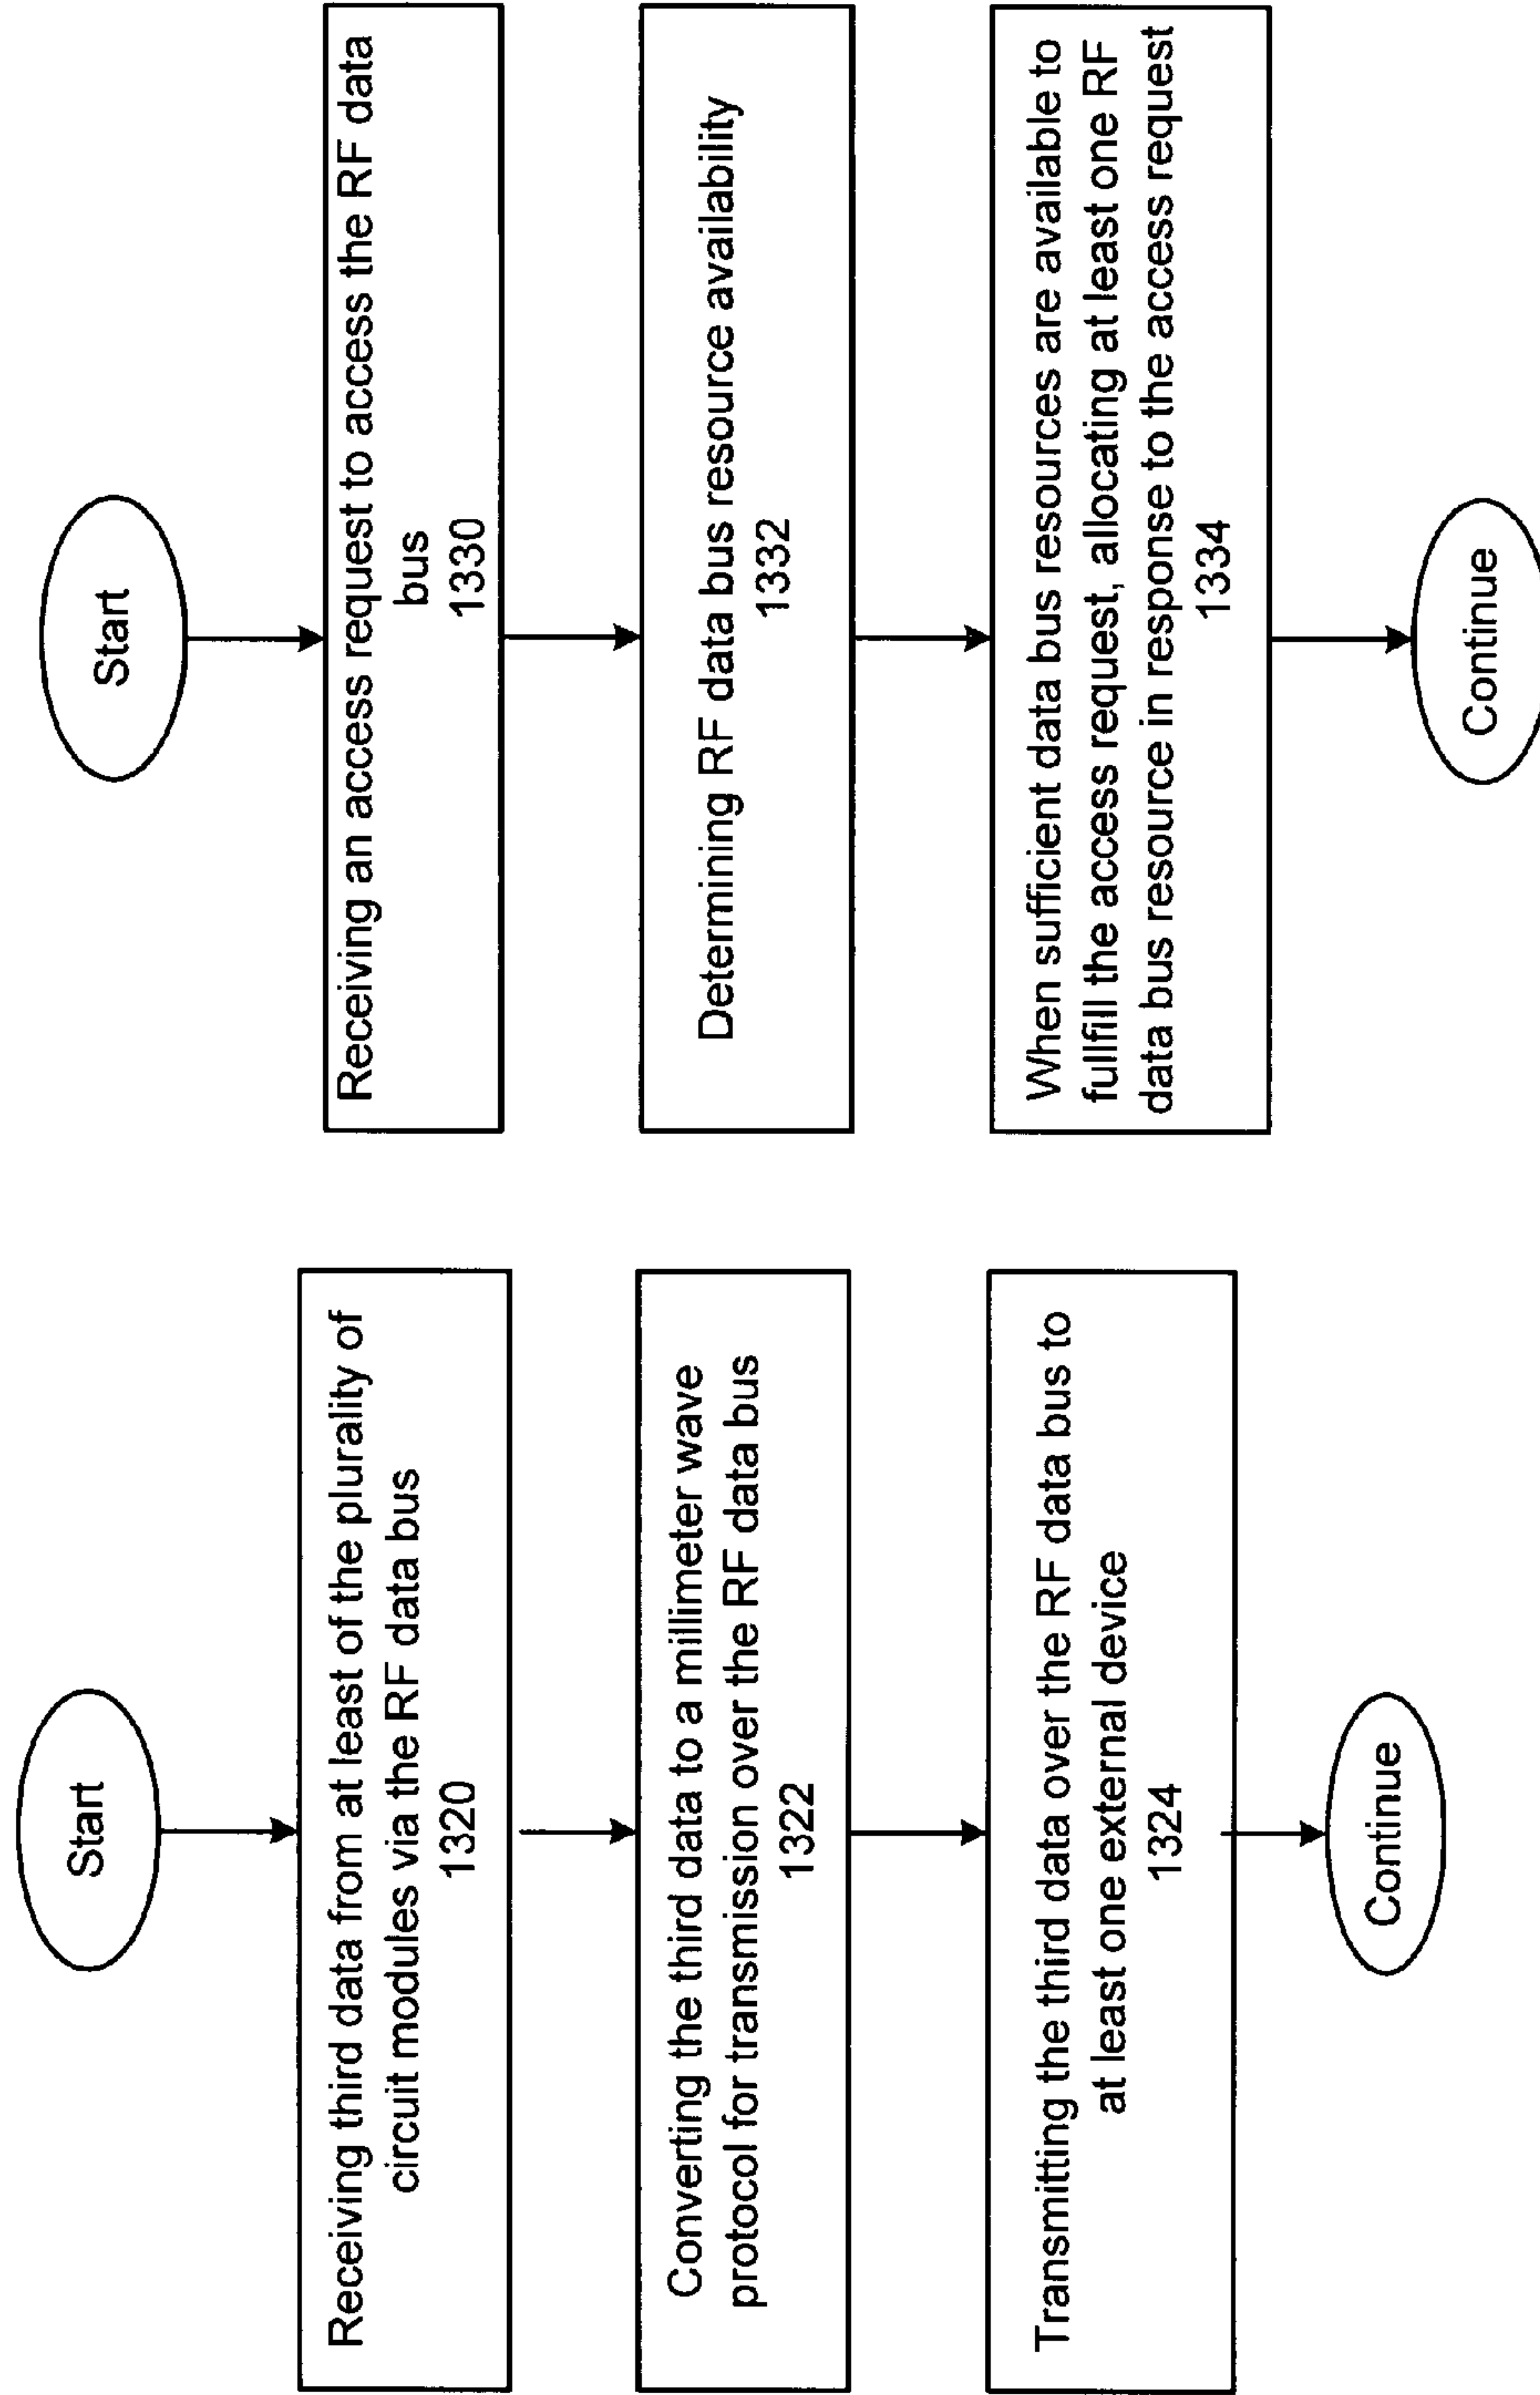 Start
Receiving third data from at least of the plurality of
circuit modules via the RF data bus
1320
Converting the third data to a millimeter wave
protocol for transmission over the RF data bus
1322
Transmitting the third data over the RF data bus to
at least one external device
1324
Continue
Start
Receiving an access request to access the RF data
bus
1330
Determining RF data bus resource availability
1332
When sufficient data bus resources are available to
fullfill the access request, allocating at least one RF
data bus resource in response to the access request
1334
Continue